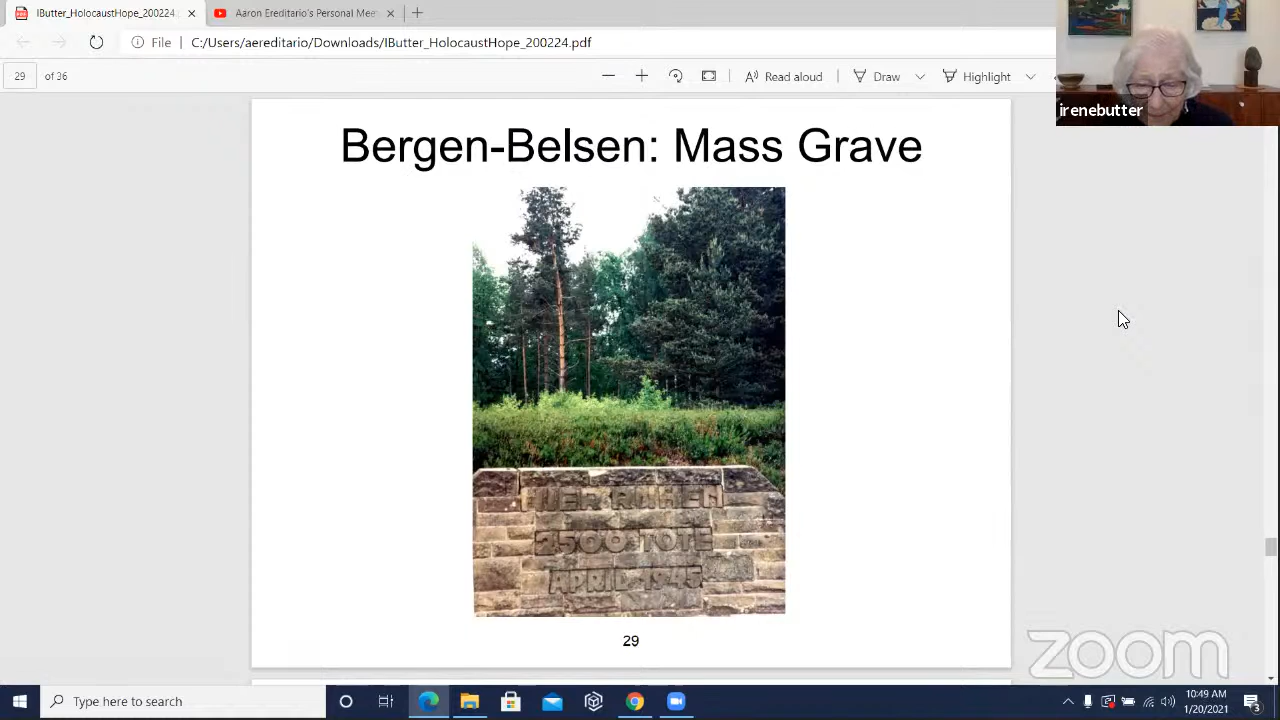 IButter_HolocaustHope_200224.
Aaron Ereditario's Personal Mee
File
C:/Users/aereditario/Downloads/IButter_HolocaustHope_200224.pdf
29 of 36
Read aloud
Draw
Highlight
irenebutter
Bergen-Belsen: Mass Grave
HIER RUHEN
2500 TOTE
APRIL 1945
29
zoom
Type here to search
10:49 AM
1/20/2021
3